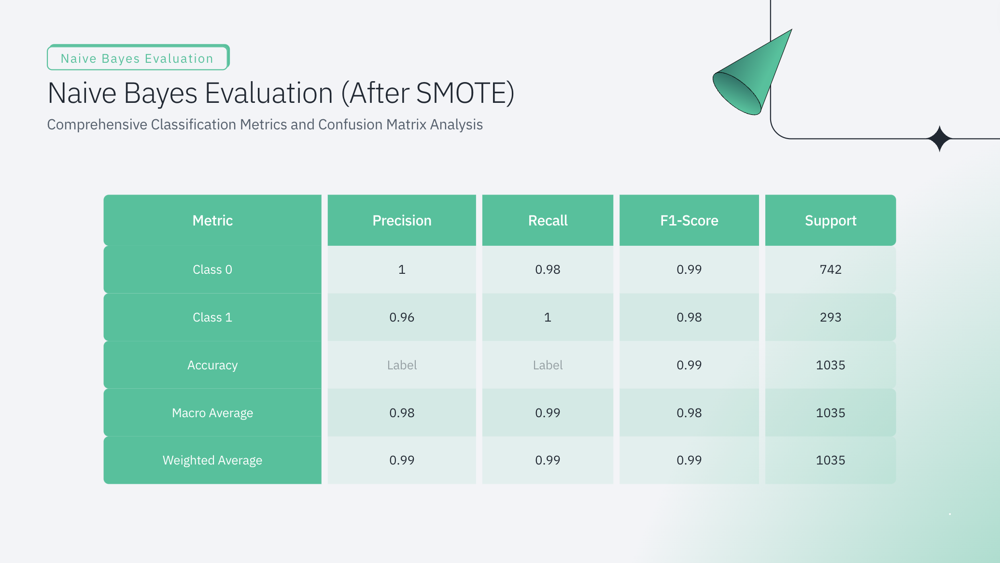 Naive Bayes Evaluation
Naive Bayes Evaluation (After SMOTE)
Comprehensive Classification Metrics and Confusion Matrix Analysis
Metric Precision Recall F1-Score Support
Class 0 1 0.98 0.99 742
Class 1 0.96 1 0.98 293
Accuracy Label Label 0.99 1035
Macro Average 0.98 0.99 0.98 1035
Weighted Average 0.99 0.99 0.99 1035